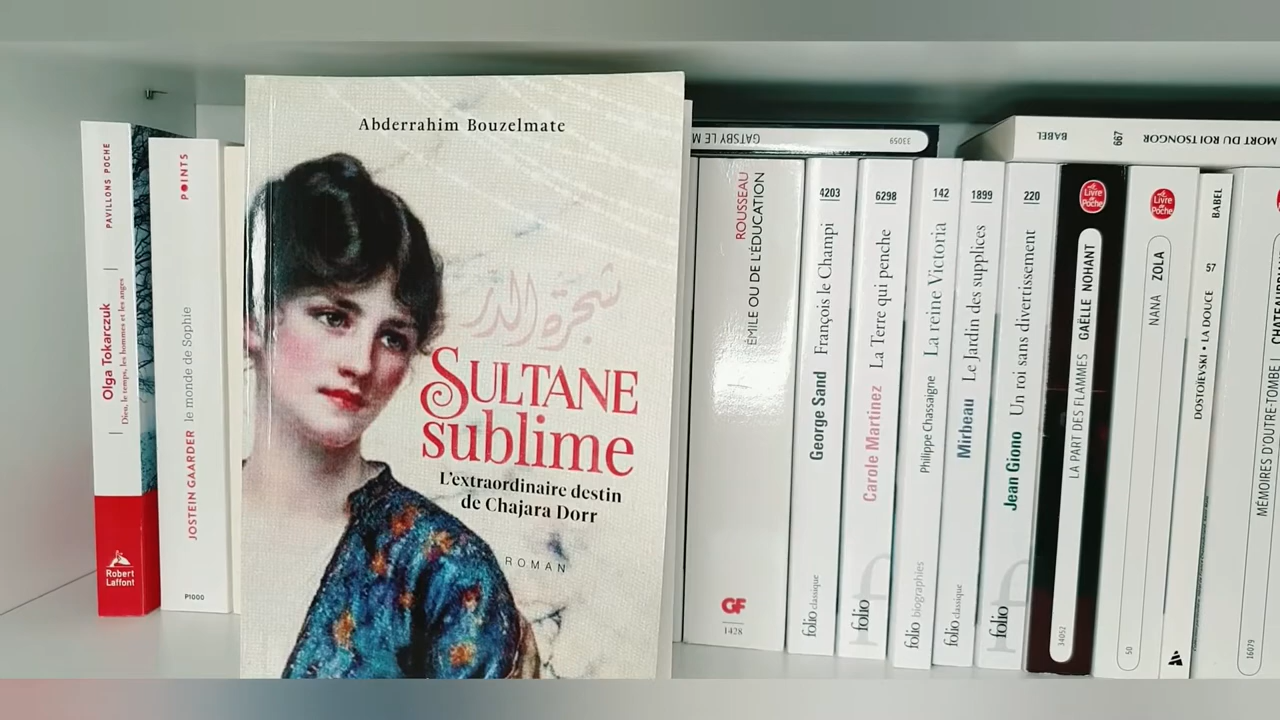 PAVILLONS POCHE
Olga Tokarczuk
Dieu, le temps, les hommes et les anges
Robert
Laffont
POINTS
JOSTEIN GAARDER le monde de Sophie
P1000
Abderrahim Bouzelmate
شجرة الدر
SULTANE
sublime
L'extraordinaire destin
de Chajara Dorr
ROMAN
GATSBY LE M
33059
BABEL
667
MORT DU ROI TSONGOR
ROUSSEAU
ÉMILE OU DE L'ÉDUCATION
GF
1428
4203
George Sand François le Champi
folio classique
6298
Carole Martinez La Terre qui penche
folio
142
Philippe Chassaigne La reine Victoria
folio biographies
1899
Mirbeau Le Jardin des supplices
folio classique
220
Jean Giono Un roi sans divertissement
folio
Le Livre de Poche
LA PART DES FLAMMES GAËLLE NOHANT
34052
Le Livre de Poche
NANA ZOLA
50
BABEL
57
DOSTOÏEVSKI • LA DOUCE
MÉMOIRES D'OUTRE-TOMBE
16079